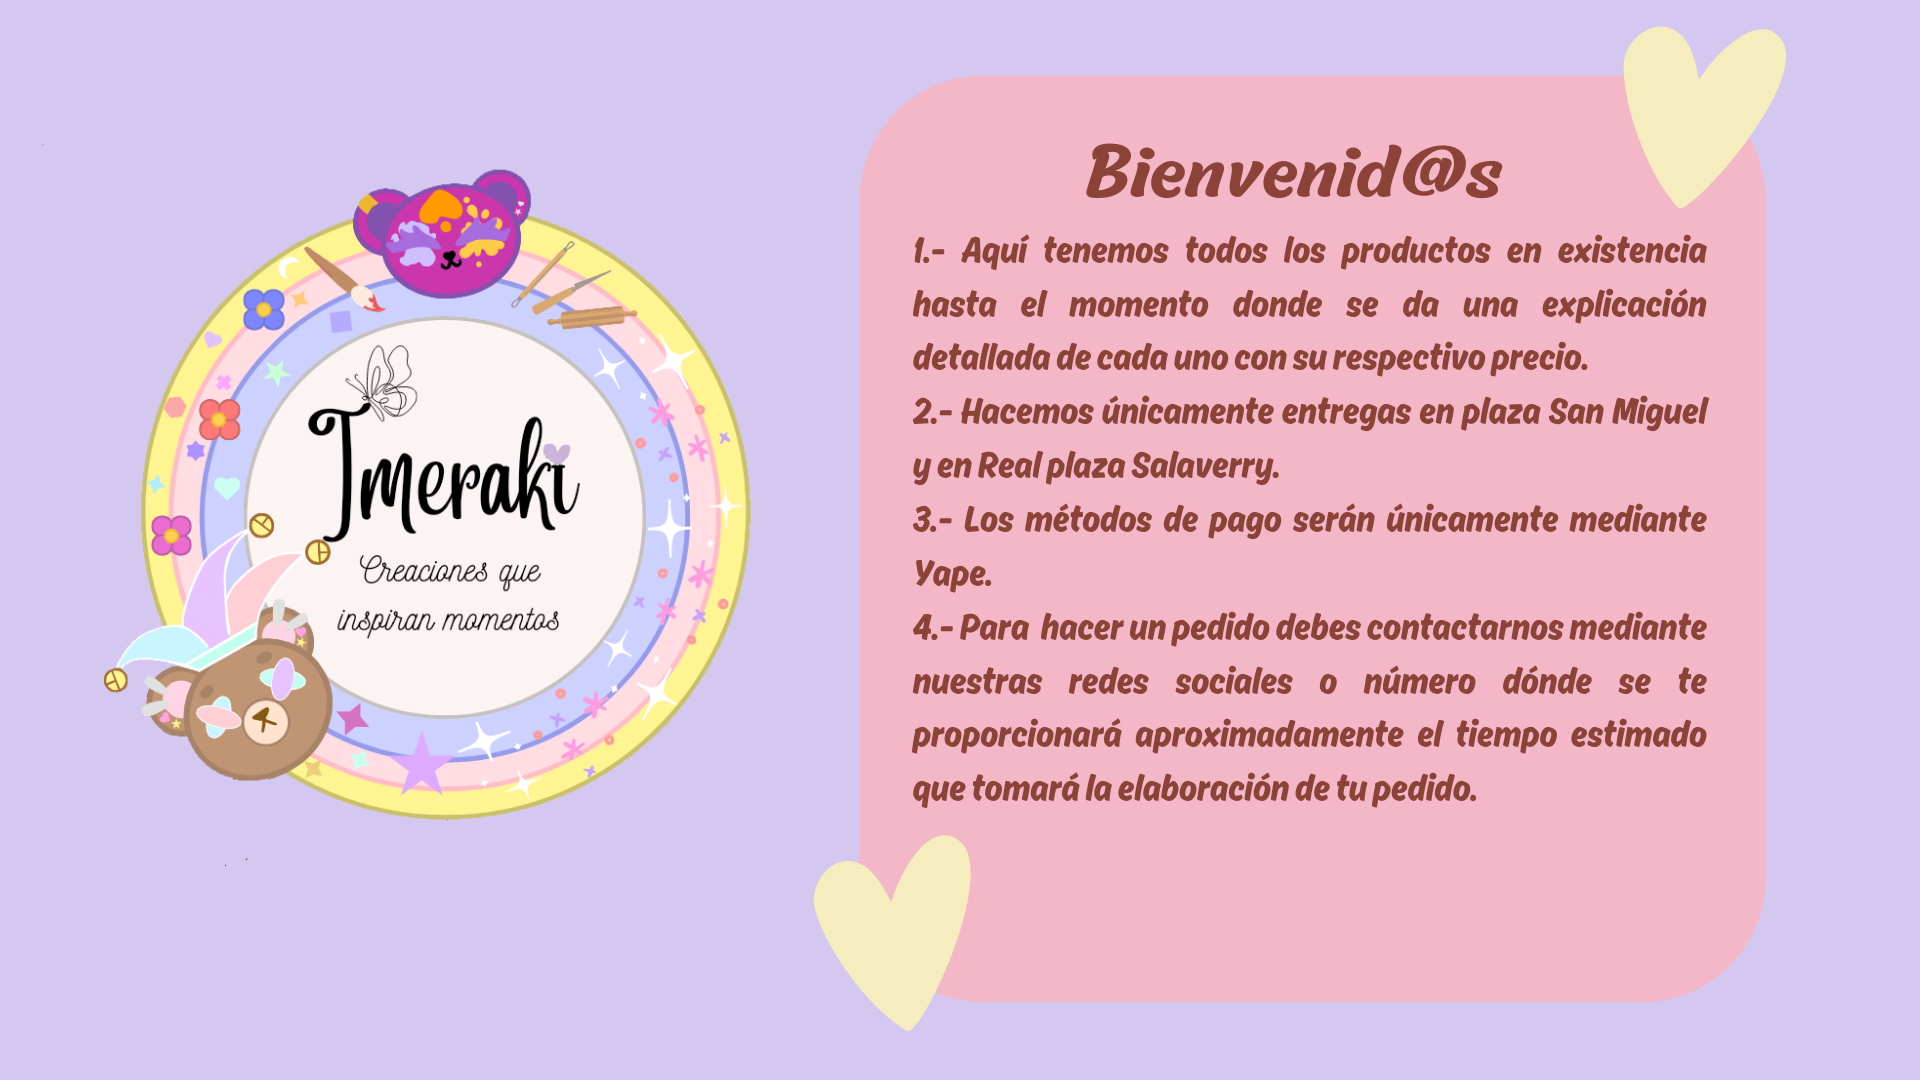 Jmeraki
Creaciones que
inspiran momentos
Bienvenid@s
1.- Aquí tenemos todos los productos en existencia
hasta el momento donde se da una explicación
detallada de cada uno con su respectivo precio.
2.- Hacemos únicamente entregas en plaza San Miguel
y en Real plaza Salaverry.
3.- Los métodos de pago serán únicamente mediante
Yape.
4.- Para hacer un pedido debes contactarnos mediante
nuestras redes sociales o número dónde se te
proporcionará aproximadamente el tiempo estimado
que tomará la elaboración de tu pedido.